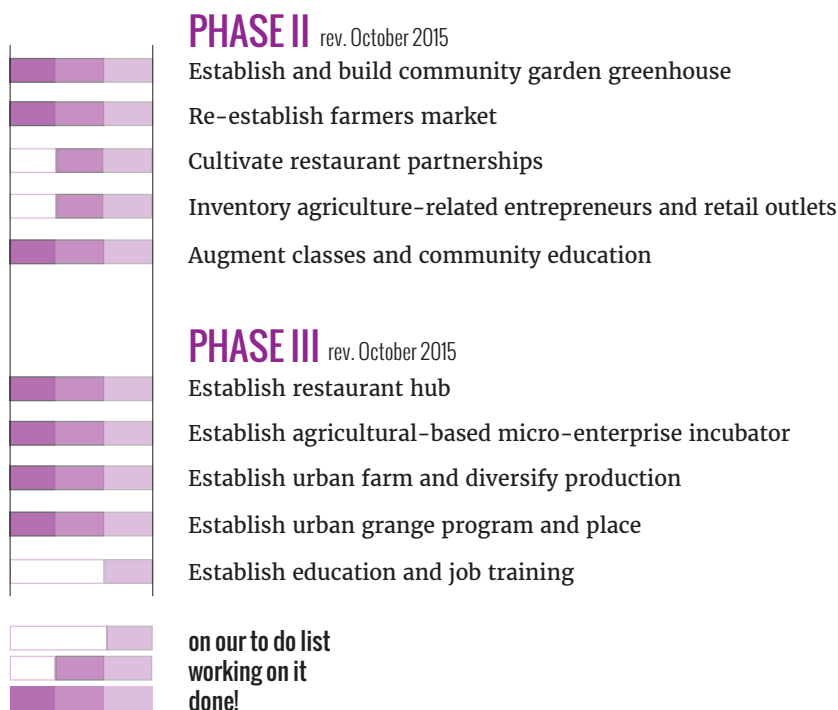 PHASE II rev. October 2015
Establish and build community garden greenhouse
Re-establish farmers market
Cultivate restaurant partnerships
Inventory agriculture-related entrepreneurs and retail outlets
Augment classes and community education
PHASE III rev. October 2015
Establish restaurant hub
Establish agricultural-based micro-enterprise incubator
Establish urban farm and diversify production
Establish urban grange program and place
Establish education and job training
on our to do list
working on it
done!